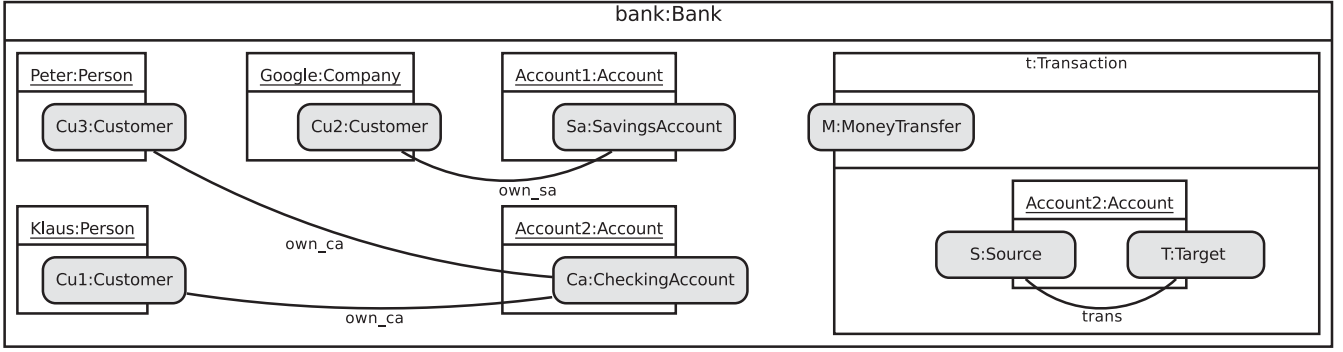 bank:Bank
Peter:Person
Google:Company
Account1:Account
t:Transaction
Cu3:Customer
Cu2:Customer
Sa:SavingsAccount
M:MoneyTransfer
own_sa
Klaus:Person
own_ca
Account2:Account
Account2:Account
Cu1:Customer
Ca:CheckingAccount
S:Source
T:Target
own_ca
trans